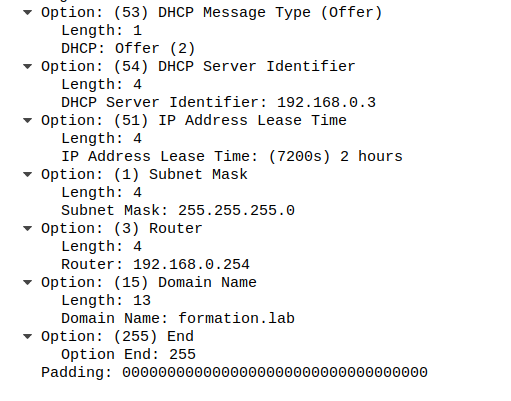 Option: (53) DHCP Message Type (Offer)
Length: 1
DHCP: Offer (2)
Option: (54) DHCP Server Identifier
Length: 4
DHCP Server Identifier: 192.168.0.3
Option: (51) IP Address Lease Time
Length: 4
IP Address Lease Time: (7200s) 2 hours
Option: (1) Subnet Mask
Length: 4
Subnet Mask: 255.255.255.0
Option: (3) Router
Length: 4
Router: 192.168.0.254
Option: (15) Domain Name
Length: 13
Domain Name: formation.lab
Option: (255) End
Option End: 255
Padding: 0000000000000000000000000000000000